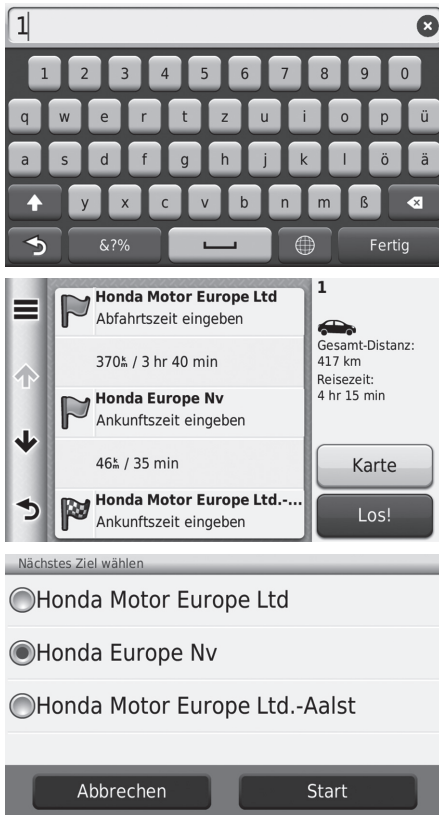 1
1 2 3 4 5 6 7 8 9 0
q w e r t z u i o p ü
a s d f g h j k l ö ä
y x c v b n m ß
&?% Fertig
Honda Motor Europe Ltd
Abfahrtszeit eingeben
370km / 3 hr 40 min
Honda Europe Nv
Ankunftszeit eingeben
46km / 35 min
Honda Motor Europe Ltd.-...
Ankunftszeit eingeben
1
Gesamt-Distanz:
417 km
Reisezeit:
4 hr 15 min
Karte
Los!
Nächstes Ziel wählen
Honda Motor Europe Ltd
Honda Europe Nv
Honda Motor Europe Ltd.-Aalst
Abbrechen Start